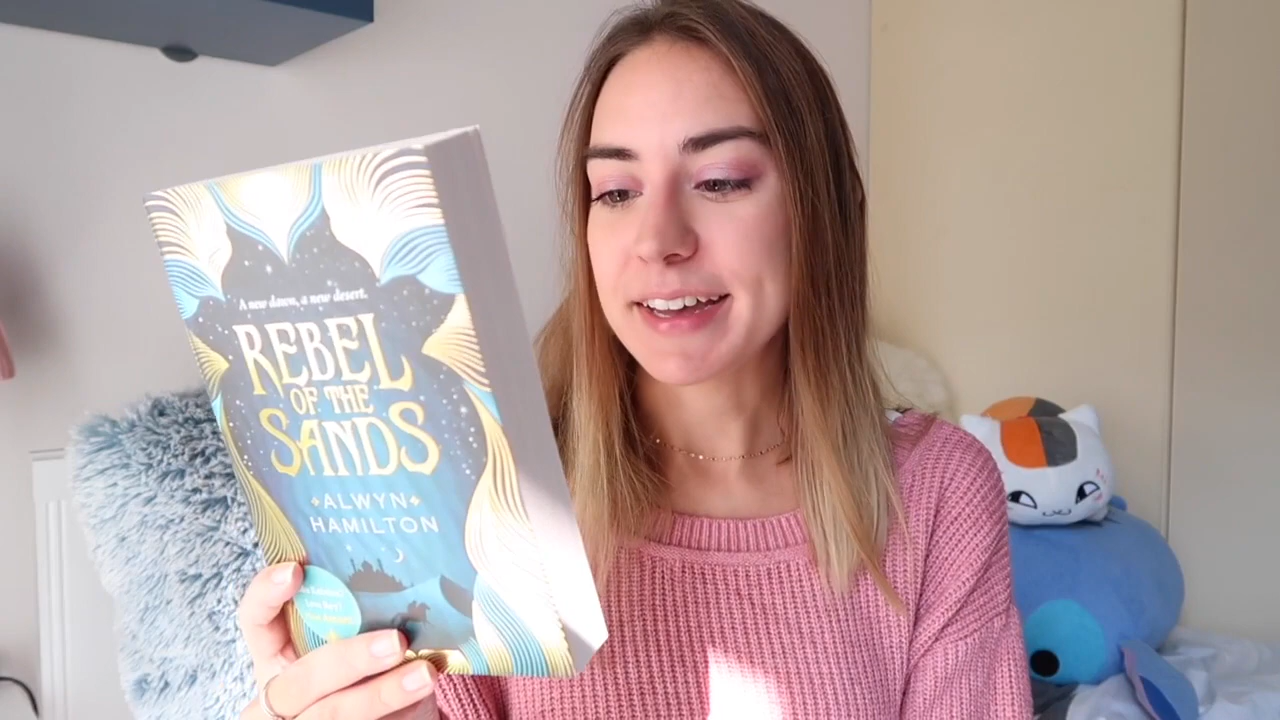 A new dawn, a new desert.
REBEL
OF THE
SANDS
ALWYN
HAMILTON